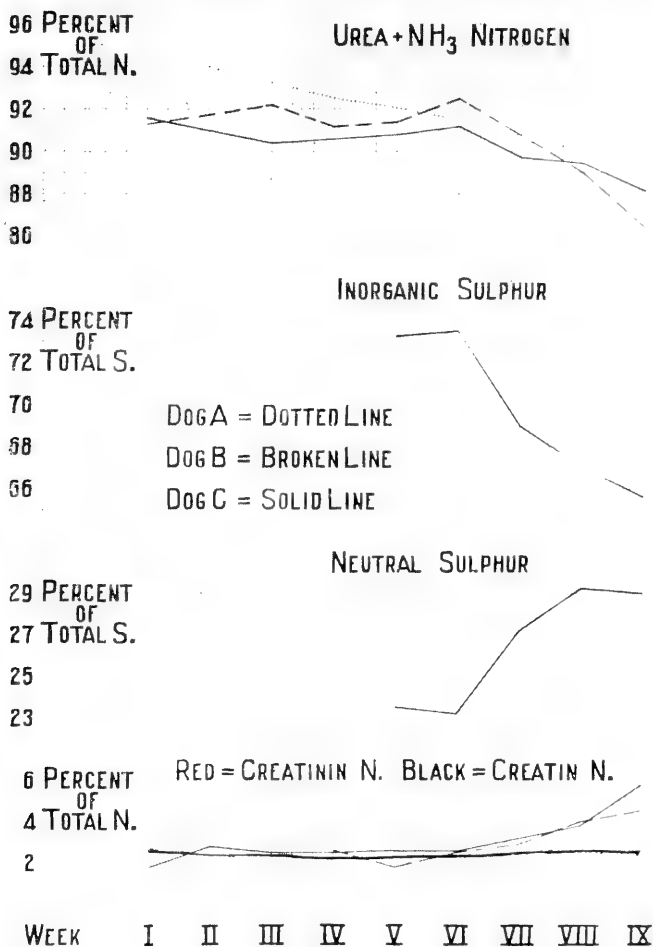 96 PERCENT
OF
94 TOTAL N.
UREA + NH3 NITROGEN
92
90
88
86
INORGANIC SULPHUR
74 PERCENT
OF
72 TOTAL S.
70
68
66
DOG A = DOTTED LINE
DOG B = BROKEN LINE
DOG C = SOLID LINE
NEUTRAL SULPHUR
29 PERCENT
OF
27 TOTAL S.
25
23
6 PERCENT
OF
4 TOTAL N.
2
RED = CREATININ N. BLACK = CREATIN N.
WEEK I II III IV V VI VII VIII IX